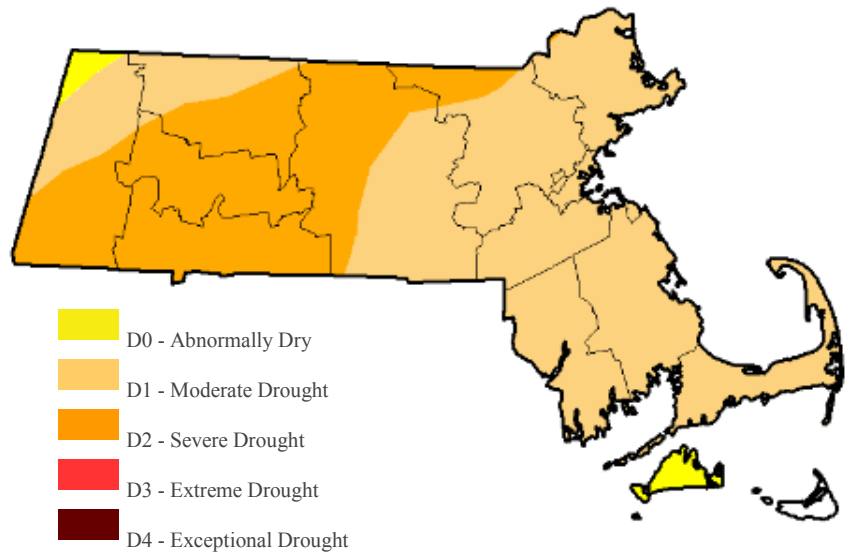 D0 - Abnormally Dry
D1 - Moderate Drought
D2 - Severe Drought
D3 - Extreme Drought
D4 - Exceptional Drought